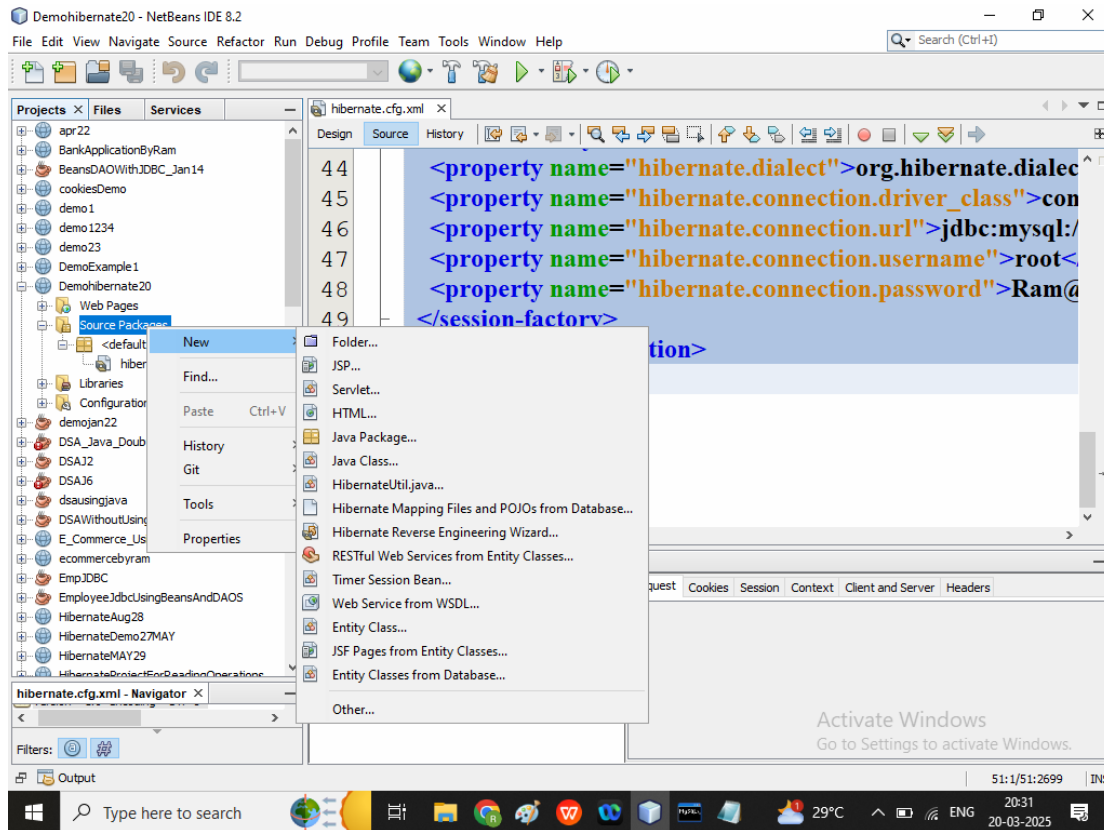 Demohibernate20 - NetBeans IDE 8.2
File Edit View Navigate Source Refactor Run Debug Profile Team Tools Window Help
Search (Ctrl+I)
Projects Files Services
apr22
BankApplicationByRam
BeansDAOWithJDBC_Jan14
cookiesDemo
demo1
demo1234
demo23
DemoExample1
Demohibernate20
Web Pages
Source Packages
<default
hiber
Libraries
Configuration
demojan22
DSA_Java_Doub
DSAJ2
DSAJ6
dsausingjava
DSAWithoutUsing
E_Commerce_Us
ecommercebyram
EmpJDBC
EmployeeJdbcUsingBeansAndDAOS
HibernateAug28
HibernateDemo27MAY
HibernateMAY29
HibernateProjectForReadingOperations
hibernate.cfg.xml - Navigator
Filters:
Output
hibernate.cfg.xml
Design Source History
44 <property name="hibernate.dialect">org.hibernate.dialec
45 <property name="hibernate.connection.driver_class">com
46 <property name="hibernate.connection.url">jdbc:mysql:/
47 <property name="hibernate.connection.username">root<
48 <property name="hibernate.connection.password">Ram@
49 </session-factory>
tion>
New
Find...
Paste Ctrl+V
History
Git
Tools
Properties
Folder...
JSP...
Servlet...
HTML...
Java Package...
Java Class...
HibernateUtil.java...
Hibernate Mapping Files and POJOs from Database...
Hibernate Reverse Engineering Wizard...
RESTful Web Services from Entity Classes...
Timer Session Bean...
Web Service from WSDL...
Entity Class...
JSF Pages from Entity Classes...
Entity Classes from Database...
Other...
quest Cookies Session Context Client and Server Headers
Activate Windows
Go to Settings to activate Windows.
51:1/51:2699 IN
Type here to search
29°C ENG 20:31
20-03-2025